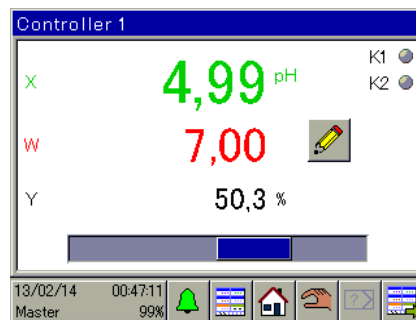 Controller 1
X 4,99 pH K1
K2
W 7,00
Y 50,3 %
13/02/14 00:47:11
Master 99%